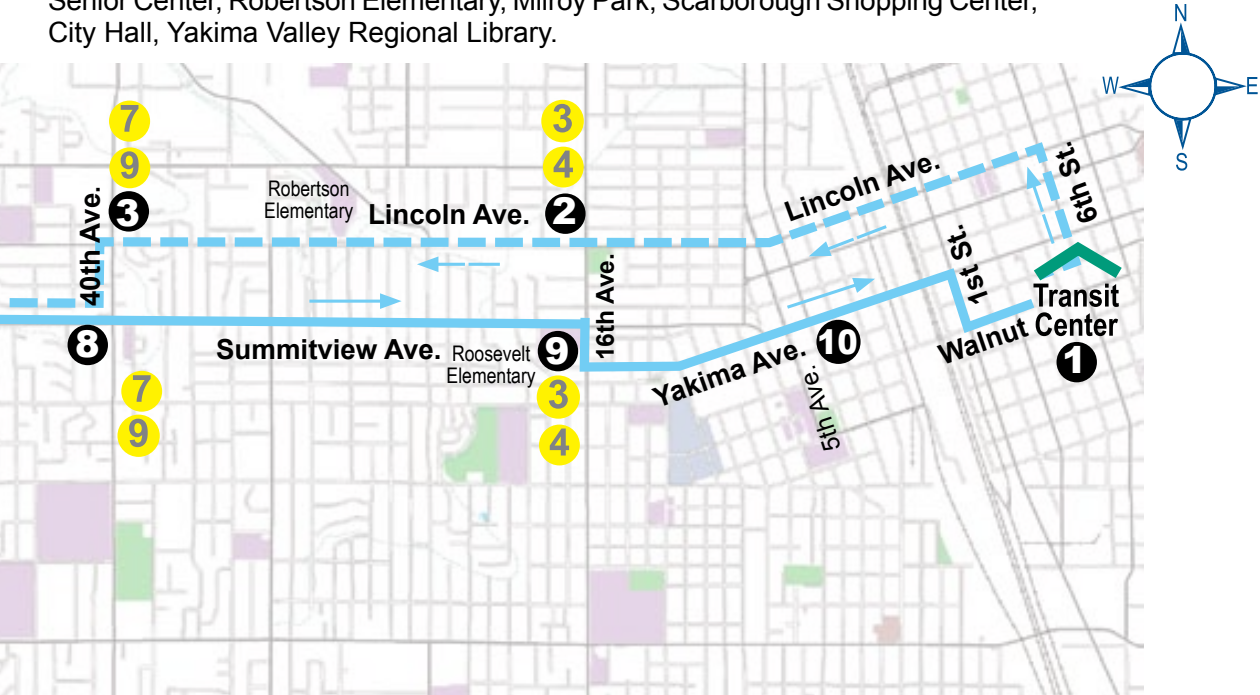 Senior Center, Robertson Elementary, Milroy Park, Scarborough Shopping Center,
City Hall, Yakima Valley Regional Library.
N
W
E
S
7
9
3
40th Ave.
Robertson
Elementary
Lincoln Ave.
3
4
2
Lincoln Ave.
6th St.
1st St.
16th Ave.
Transit
Center
1
Walnut
8
Summitview Ave.
Roosevelt
Elementary
9
10
Yakima Ave.
5th Ave.
7
9
3
4